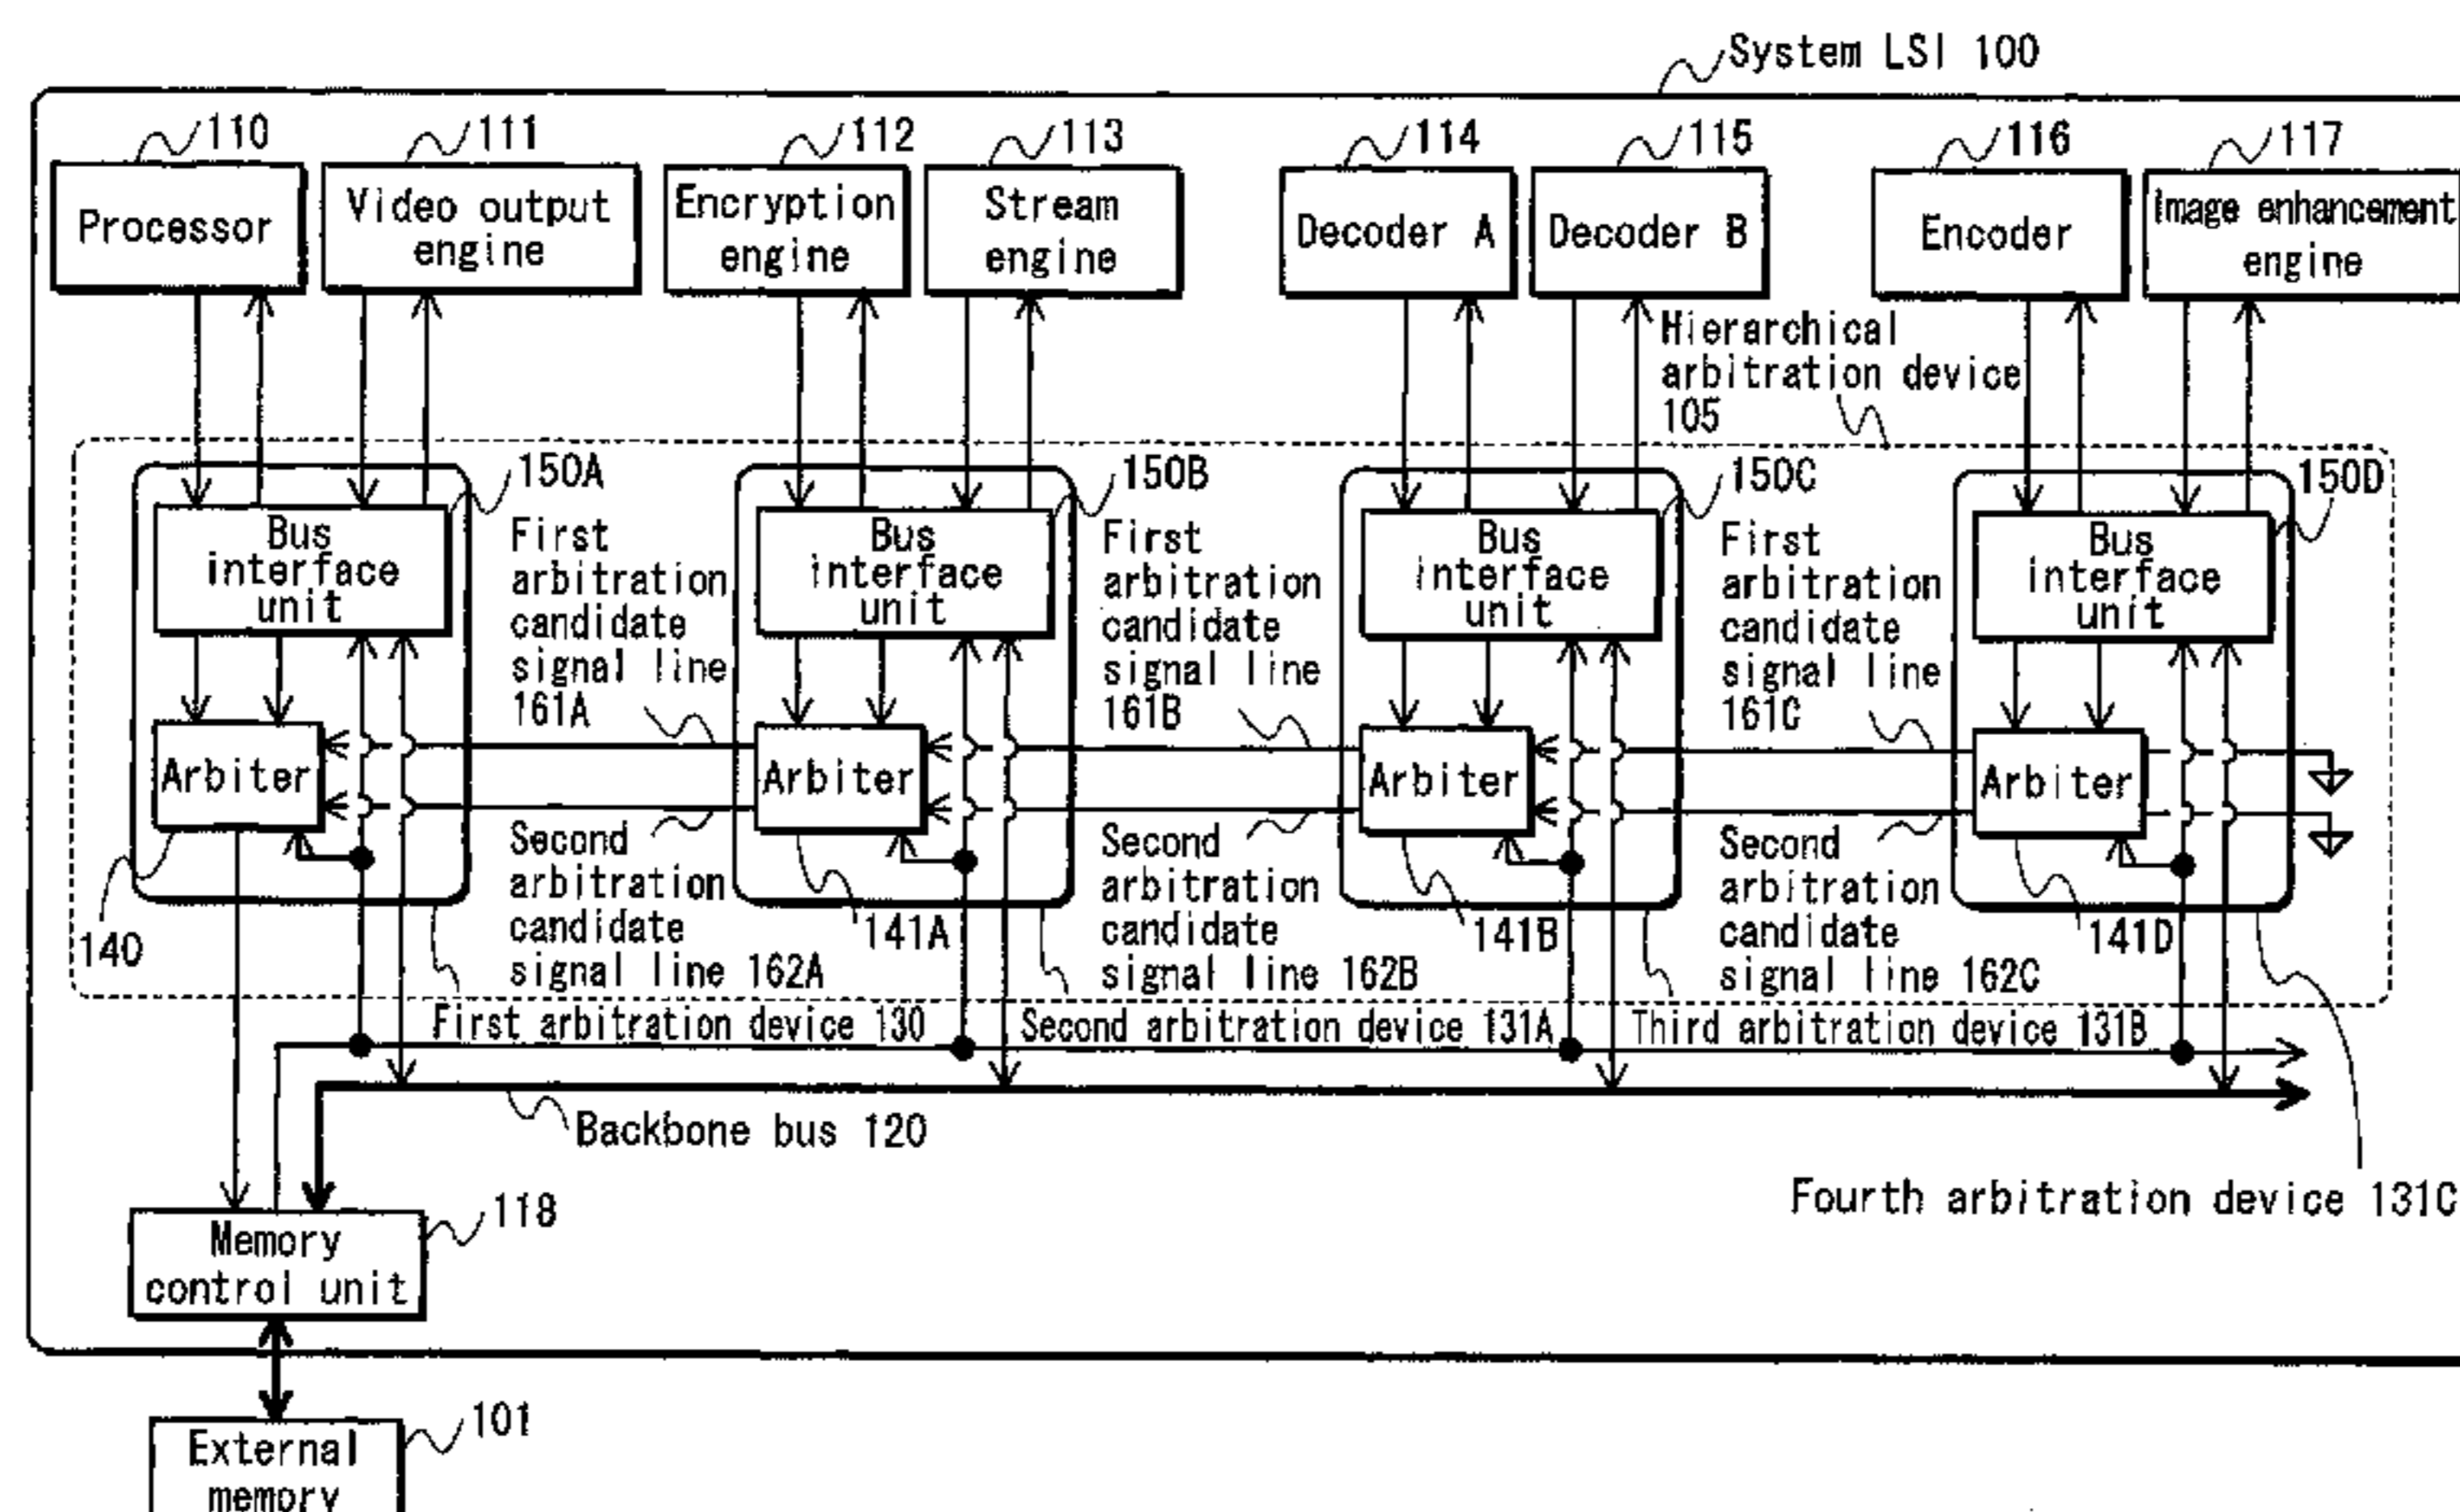 System LSI 100
110
111
112
113
114
115
116
117
Processor
Video output
engine
Encryption
engine
Stream
engine
Decoder A
Decoder B
Encoder
Image enhancement
engine
Hierarchical
arbitration device
105
150A
150B
150C
150D
Bus
interface
unit
First
arbitration
candidate
signal line
161A
Bus
interface
unit
First
arbitration
candidate
signal line
161B
Bus
interface
unit
First
arbitration
candidate
signal line
161C
Bus
interface
unit
Arbiter
Arbiter
Arbiter
Arbiter
140
Second
arbitration
candidate
signal line 162A
141A
Second
arbitration
candidate
signal line 162B
141B
Second
arbitration
candidate
signal line 162C
141D
First arbitration device 130
Second arbitration device 131A
Third arbitration device 131B
Backbone bus 120
Fourth arbitration device 131C
Memory
control unit
118
External
memory
101